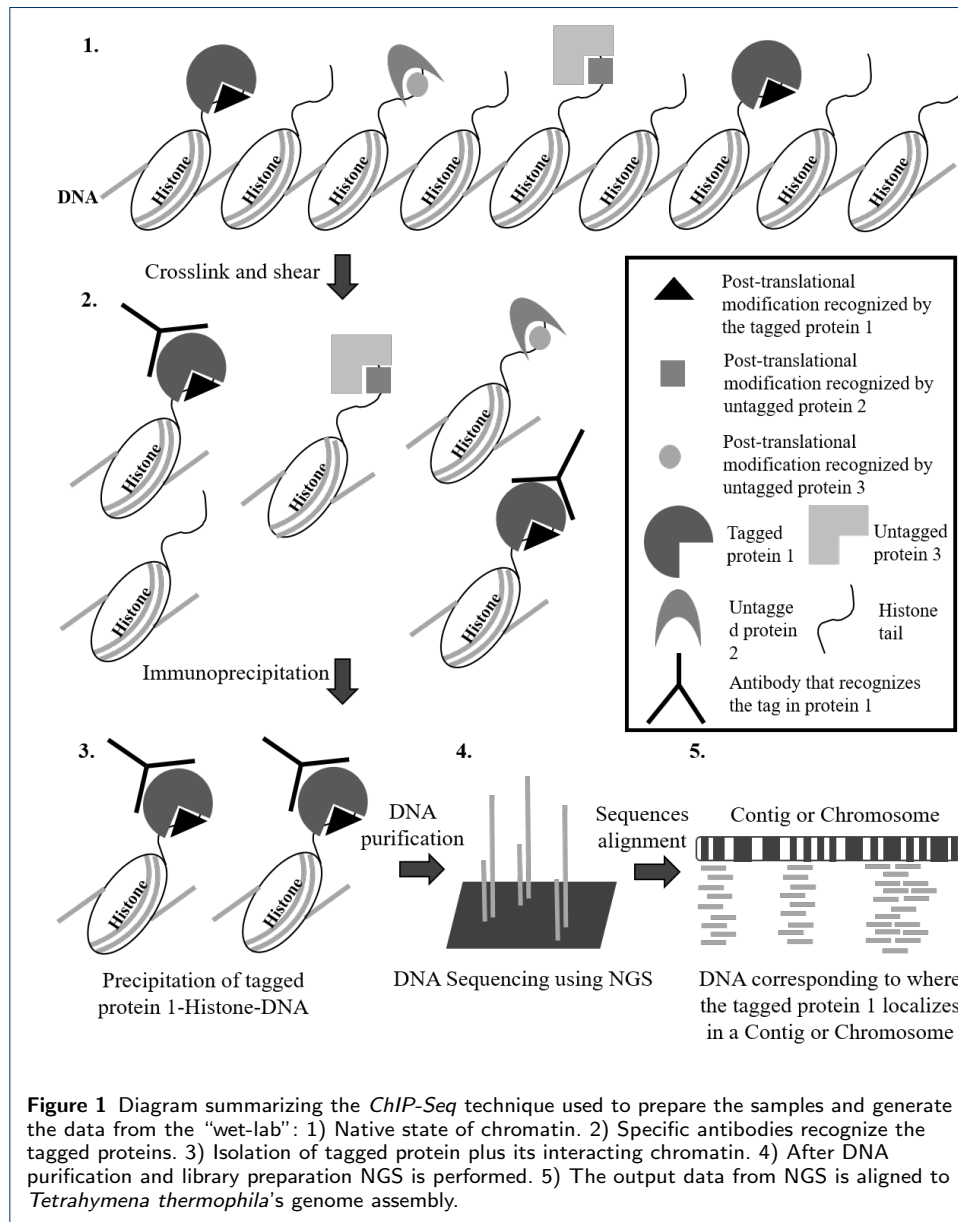 1.
Histone Histone Histone Histone Histone Histone Histone Histone Histone
DNA
Crosslink and shear
2.
Histone
Histone
Histone
Histone
Histone
Post-translational
modification recognized by
the tagged protein 1
Post-translational
modification recognized by
untagged protein 2
Post-translational
modification recognized by
untagged protein 3
Tagged
protein 1
Untagged
protein 3
Untagge
d protein
2
Histone
tail
Antibody that recognizes
the tag in protein 1
Immunoprecipitation
3.
Histone Histone
Precipitation of tagged
protein 1-Histone-DNA
DNA
purification
4.
DNA Sequencing using NGS
Sequences
alignment
5.
Contig or Chromosome
DNA corresponding to where
the tagged protein 1 localizes
in a Contig or Chromosome
Figure 1 Diagram summarizing the ChIP-Seq technique used to prepare the samples and generate
the data from the “wet-lab”: 1) Native state of chromatin. 2) Specific antibodies recognize the
tagged proteins. 3) Isolation of tagged protein plus its interacting chromatin. 4) After DNA
purification and library preparation NGS is performed. 5) The output data from NGS is aligned to
Tetrahymena thermophila’s genome assembly.